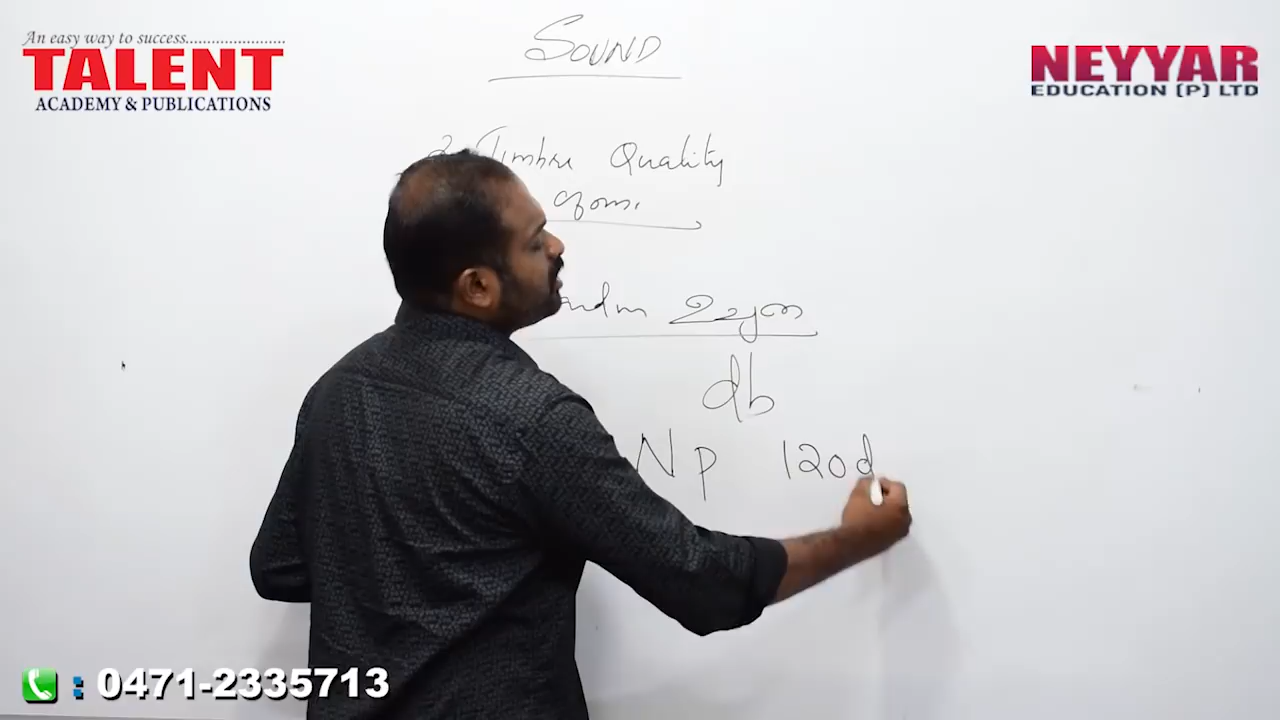 An easy way to success.......................
TALENT
ACADEMY & PUBLICATIONS
NEYYAR
EDUCATION (P) LTD
SOUND
Timbre Quality
db
Np 120d
: 0471-2335713